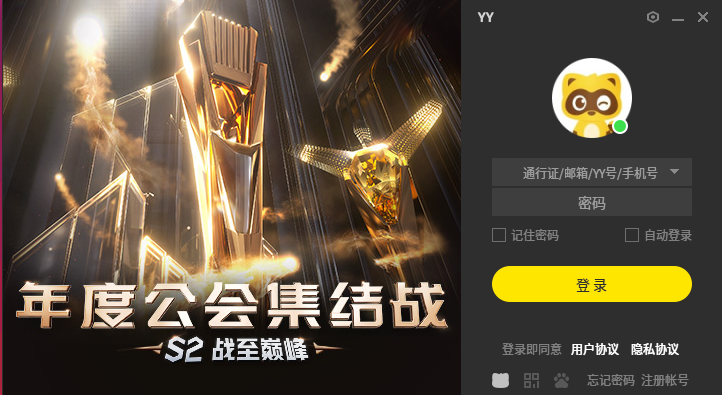 年度公会集结战
S2 战至巅峰
YY
通行证/邮箱/YY号/手机号
密码
记住密码 自动登录
登录
登录即同意 用户协议 隐私协议
忘记密码 注册帐号